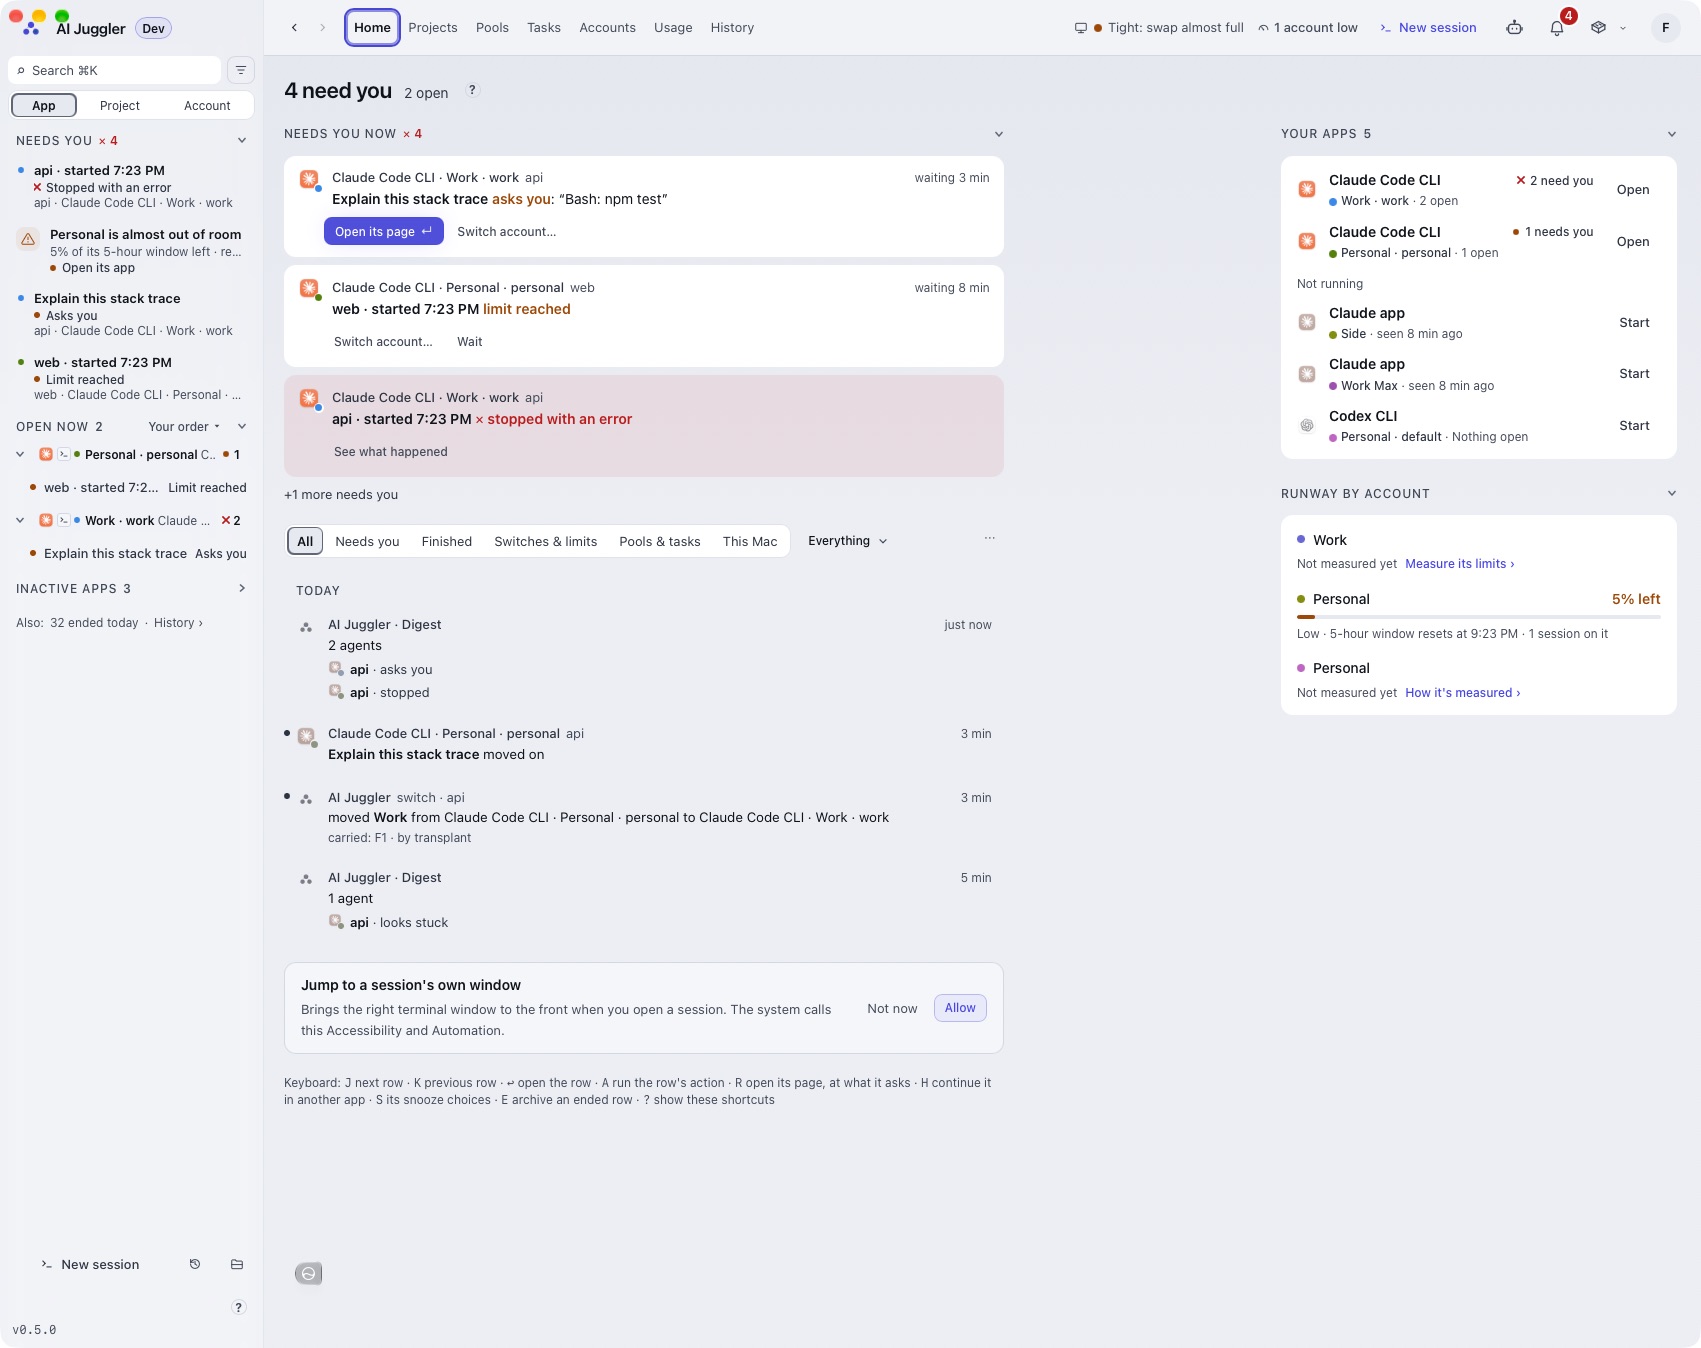 AI Juggler Dev
Search ⌘K
App Project Account
NEEDS YOU × 4
api · started 7:23 PM
× Stopped with an error
api · Claude Code CLI · Work · work
Personal is almost out of room
5% of its 5-hour window left · re...
Open its app
Explain this stack trace
Asks you
api · Claude Code CLI · Work · work
web · started 7:23 PM
Limit reached
web · Claude Code CLI · Personal · ...
OPEN NOW 2 Your order
Personal · personal C.. 1
web · started 7:2... Limit reached
Work · work Claude ... × 2
Explain this stack trace Asks you
INACTIVE APPS 3
Also: 32 ended today · History ›
New session
?
v0.5.0
Home Projects Pools Tasks Accounts Usage History
Tight: swap almost full 1 account low New session 4 F
4 need you 2 open ?
NEEDS YOU NOW × 4
Claude Code CLI · Work · work api waiting 3 min
Explain this stack trace asks you: “Bash: npm test”
Open its page ↵ Switch account...
Claude Code CLI · Personal · personal web waiting 8 min
web · started 7:23 PM limit reached
Switch account... Wait
Claude Code CLI · Work · work api
api · started 7:23 PM × stopped with an error
See what happened
+1 more needs you
All Needs you Finished Switches & limits Pools & tasks This Mac Everything ...
TODAY
AI Juggler · Digest just now
2 agents
api · asks you
api · stopped
Claude Code CLI · Personal · personal api 3 min
Explain this stack trace moved on
AI Juggler switch · api 3 min
moved Work from Claude Code CLI · Personal · personal to Claude Code CLI · Work · work
carried: F1 · by transplant
AI Juggler · Digest 5 min
1 agent
api · looks stuck
Jump to a session's own window
Brings the right terminal window to the front when you open a session. The system calls
this Accessibility and Automation.
Not now Allow
Keyboard: J next row · K previous row · ↩ open the row · A run the row's action · R open its page, at what it asks · H continue it
in another app · S its snooze choices · E archive an ended row · ? show these shortcuts
YOUR APPS 5
Claude Code CLI × 2 need you Open
Work · work · 2 open
Claude Code CLI 1 needs you Open
Personal · personal · 1 open
Not running
Claude app Start
Side · seen 8 min ago
Claude app Start
Work Max · seen 8 min ago
Codex CLI Start
Personal · default · Nothing open
RUNWAY BY ACCOUNT
Work
Not measured yet Measure its limits ›
Personal 5% left
Low · 5-hour window resets at 9:23 PM · 1 session on it
Personal
Not measured yet How it's measured ›